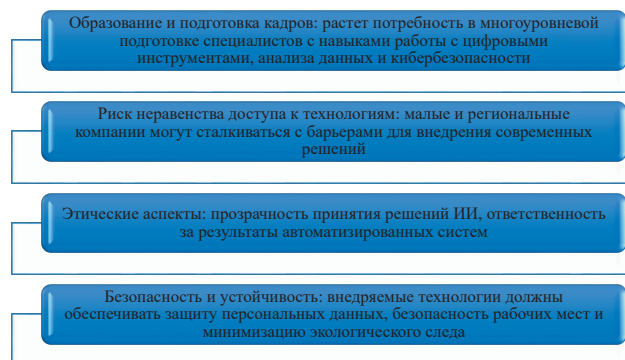 Образование и подготовка кадров: растет потребность в многоуровневой
подготовке специалистов с навыками работы с цифровыми
инструментами, анализа данных и кибербезопасности
Риск неравенства доступа к технологиям: малые и региональные
компании могут сталкиваться с барьерами для внедрения современных
решений
Этические аспекты: прозрачность принятия решений ИИ, ответственность
за результаты автоматизированных систем
Безопасность и устойчивость: внедряемые технологии должны
обеспечивать защиту персональных данных, безопасность рабочих мест и
минимизацию экологического следа